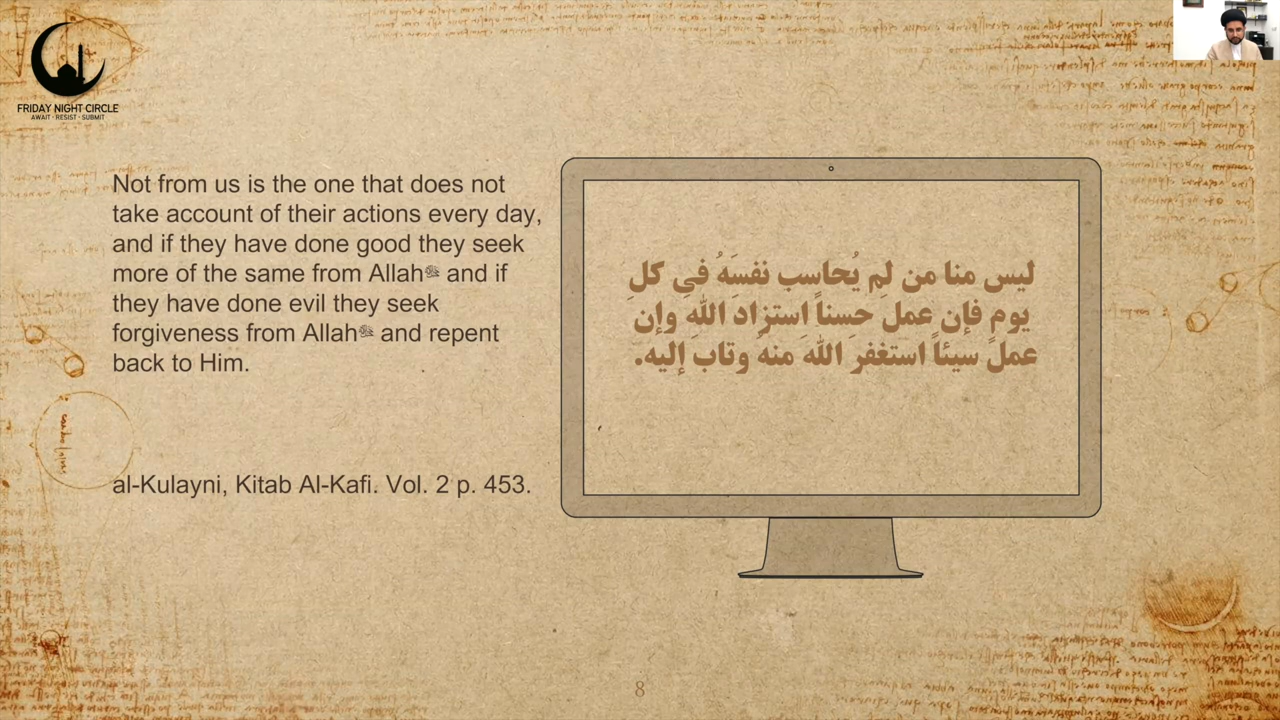 FRIDAY NIGHT CIRCLE
AWAIT · RESIST · SUBMIT
Not from us is the one that does not
take account of their actions every day,
and if they have done good they seek
more of the same from Allahﷻ and if
they have done evil they seek
forgiveness from Allahﷻ and repent
back to Him.
al-Kulayni, Kitab Al-Kafi. Vol. 2 p. 453.
ليس منا من لم يُحاسب نفسَهُ في كلِ
يومٍ فإن عملَ حسناً استزادَ اللهَ وإن
عملَ سيئاً استغفرَ اللهَ منهُ وتابَ إليه.
8